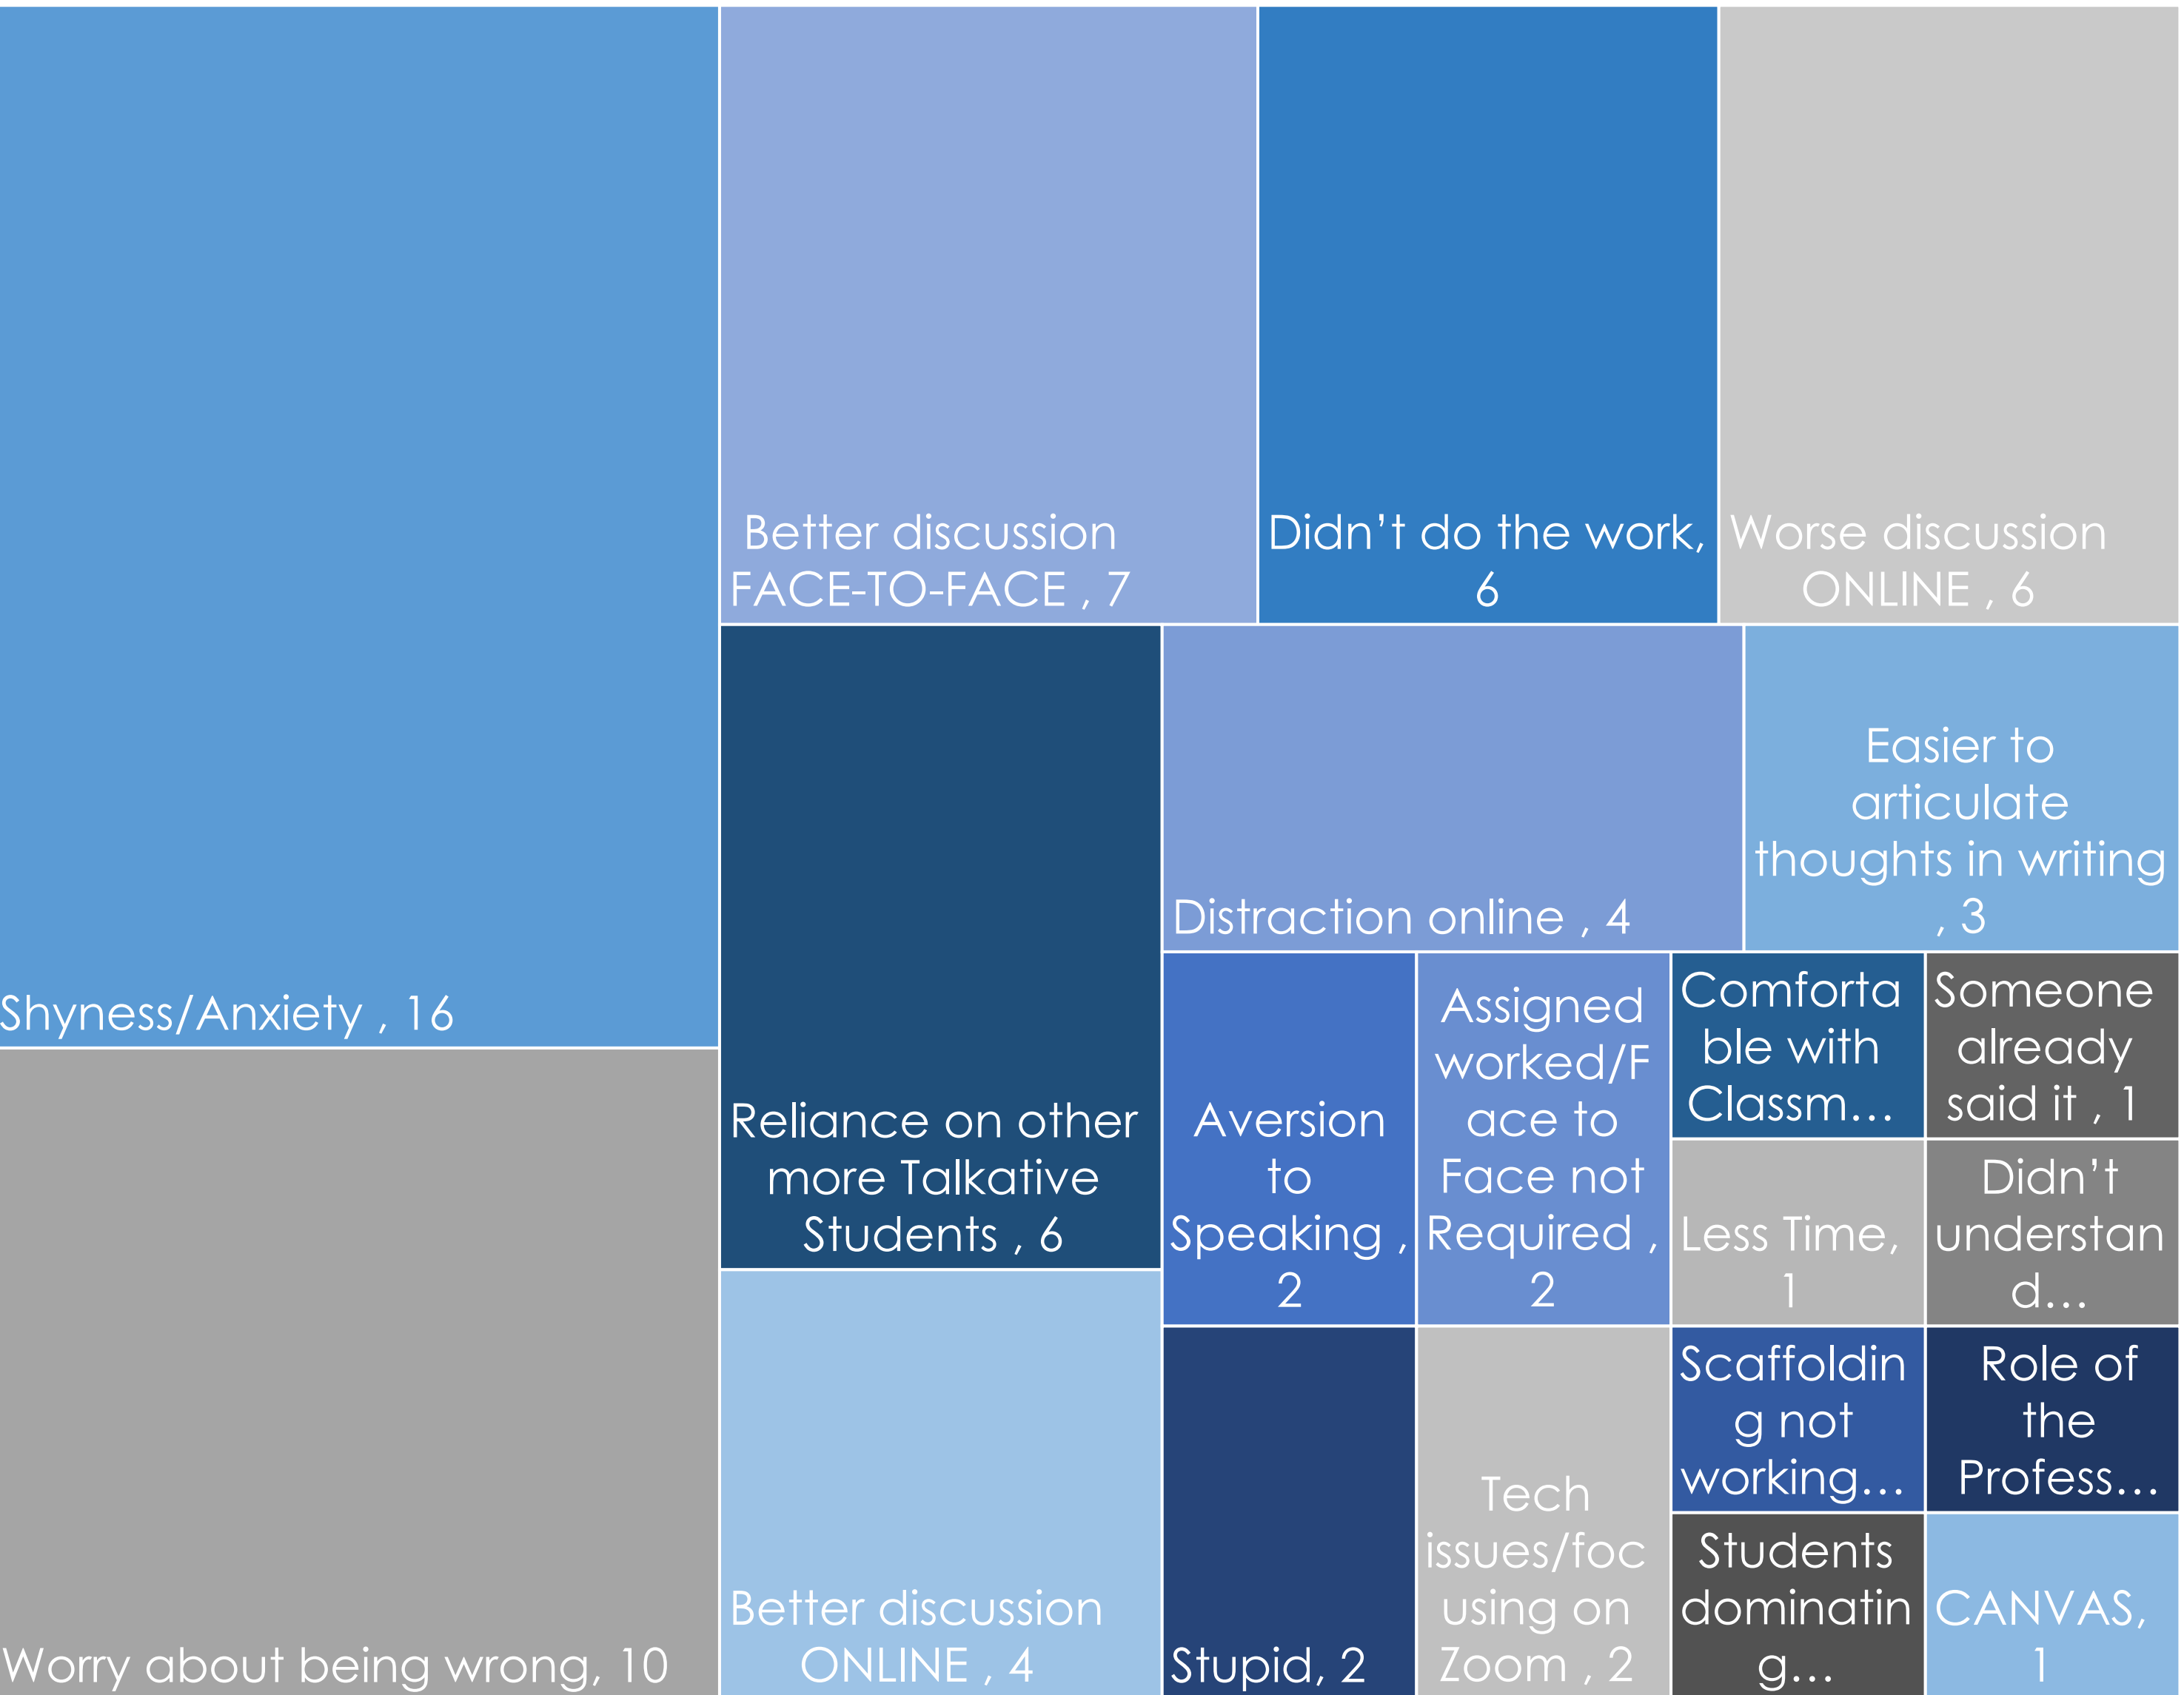 Shyness/Anxiety , 16
Worry about being wrong,10
Better discussion
FACE-TO-FACE , 7
Didn't do the work,
6
Worse discussion
ONLINE , 6
Reliance on other
more Talkative
Students , 6
Distraction online , 4
Easier to
articulate
thoughts in writing
, 3
Better discussion
ONLINE , 4
Aversion
to
Speaking ,
2
Assigned
worked/F
ace to
Face not
Required ,
2
Comforta
ble with
Classm...
Someone
already
said it , 1
Less Time,
1
Didn't
understan
d...
Stupid, 2
Tech
issues/foc
using on
Zoom , 2
Scaffoldin
g not
working...
Role of
the
Profess...
Students
dominatin
g...
CANVAS,
1